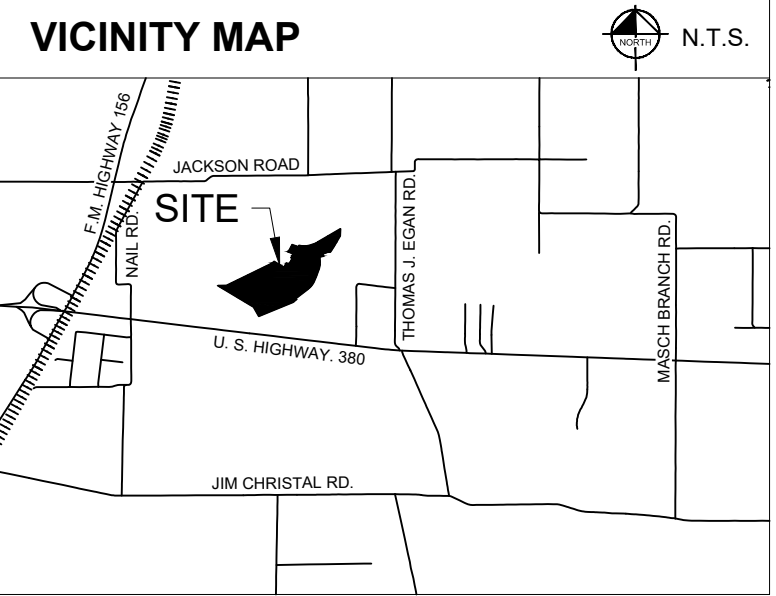 VICINITY MAP
NORTH
N.T.S.
F.M. HIGHWAY 156
JACKSON ROAD
SITE
NAIL RD.
THOMAS J. EGAN RD.
MASCH BRANCH RD.
U. S. HIGHWAY. 380
JIM CHRISTAL RD.